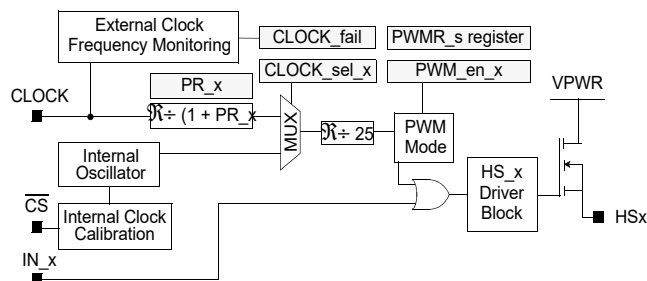 External Clock
Frequency Monitoring
CLOCK_fail
PWMR_s register
CLOCK_sel_x
PWM_en_x
PR_x
CLOCK
ℜ÷ (1 + PR_x
MUX
ℜ÷ 25
PWM
Mode
VPWR
Internal
Oscillator
HS_x
Driver
Block
CS
Internal Clock
Calibration
HSx
IN_x